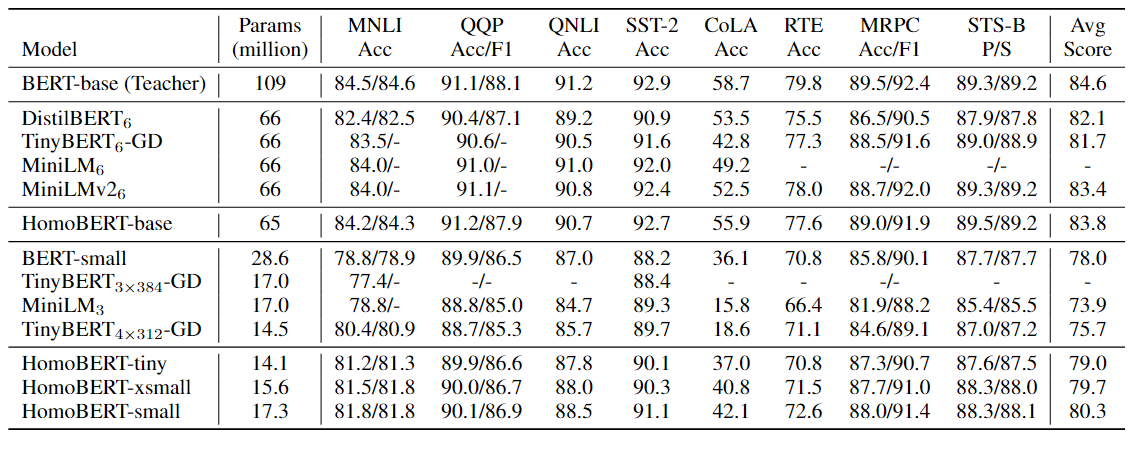 Params MNLI QQP QNLI SST-2 CoLA RTE MRPC STS-B Avg
Model (million) Acc Acc/F1 Acc Acc Acc Acc Acc/F1 P/S Score
BERT-base (Teacher) 109 84.5/84.6 91.1/88.1 91.2 92.9 58.7 79.8 89.5/92.4 89.3/89.2 84.6
DistilBERT₆ 66 82.4/82.5 90.4/87.1 89.2 90.9 53.5 75.5 86.5/90.5 87.9/87.8 82.1
TinyBERT₆-GD 66 83.5/- 90.6/- 90.5 91.6 42.8 77.3 88.5/91.6 89.0/88.9 81.7
MiniLM₆ 66 84.0/- 91.0/- 91.0 92.0 49.2 - -/- -/- -
MiniLMv2₆ 66 84.0/- 91.1/- 90.8 92.4 52.5 78.0 88.7/92.0 89.3/89.2 83.4
HomoBERT-base 65 84.2/84.3 91.2/87.9 90.7 92.7 55.9 77.6 89.0/91.9 89.5/89.2 83.8
BERT-small 28.6 78.8/78.9 89.9/86.5 87.0 88.2 36.1 70.8 85.8/90.1 87.7/87.7 78.0
TinyBERT₃ₓ₃₈₄-GD 17.0 77.4/- -/- - 88.4 - - -/- - -
MiniLM₃ 17.0 78.8/- 88.8/85.0 84.7 89.3 15.8 66.4 81.9/88.2 85.4/85.5 73.9
TinyBERT₄ₓ₃₁₂-GD 14.5 80.4/80.9 88.7/85.3 85.7 89.7 18.6 71.1 84.6/89.1 87.0/87.2 75.7
HomoBERT-tiny 14.1 81.2/81.3 89.9/86.6 87.8 90.1 37.0 70.8 87.3/90.7 87.6/87.5 79.0
HomoBERT-xsmall 15.6 81.5/81.8 90.0/86.7 88.0 90.3 40.8 71.5 87.7/91.0 88.3/88.0 79.7
HomoBERT-small 17.3 81.8/81.8 90.1/86.9 88.5 91.1 42.1 72.6 88.0/91.4 88.3/88.1 80.3